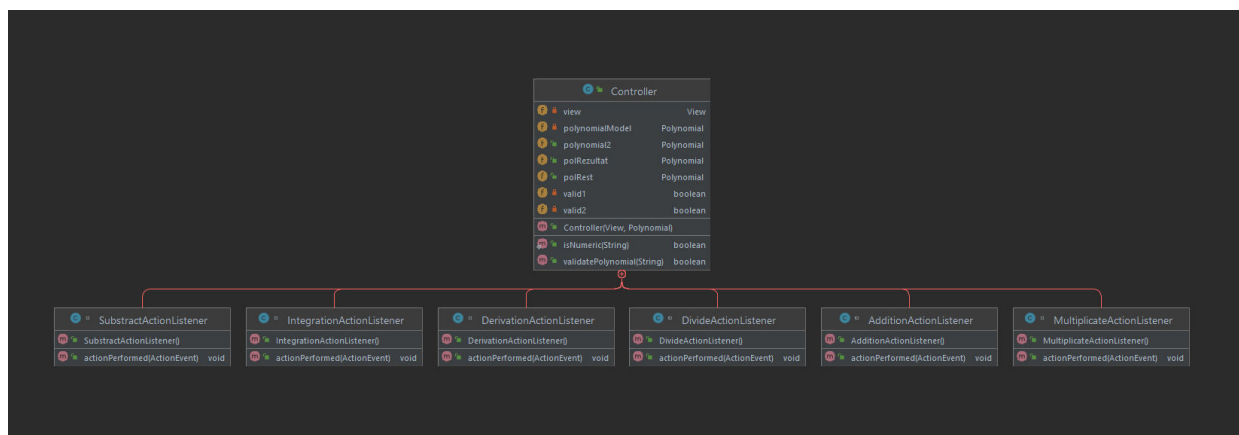 Controller
view View
polynomialModel Polynomial
polynomial2 Polynomial
polRezultat Polynomial
polRest Polynomial
valid1 boolean
valid2 boolean
Controller(View, Polynomial)
isNumeric(String) boolean
validatePolynomial(String) boolean
SubstractActionListener
SubstractActionListener()
actionPerformed(ActionEvent) void
IntegrationActionListener
IntegrationActionListener()
actionPerformed(ActionEvent) void
DerivationActionListener
DerivationActionListener()
actionPerformed(ActionEvent) void
DivideActionListener
DivideActionListener()
actionPerformed(ActionEvent) void
AdditionActionListener
AdditionActionListener()
actionPerformed(ActionEvent) void
MultiplicateActionListener
MultiplicateActionListener()
actionPerformed(ActionEvent) void